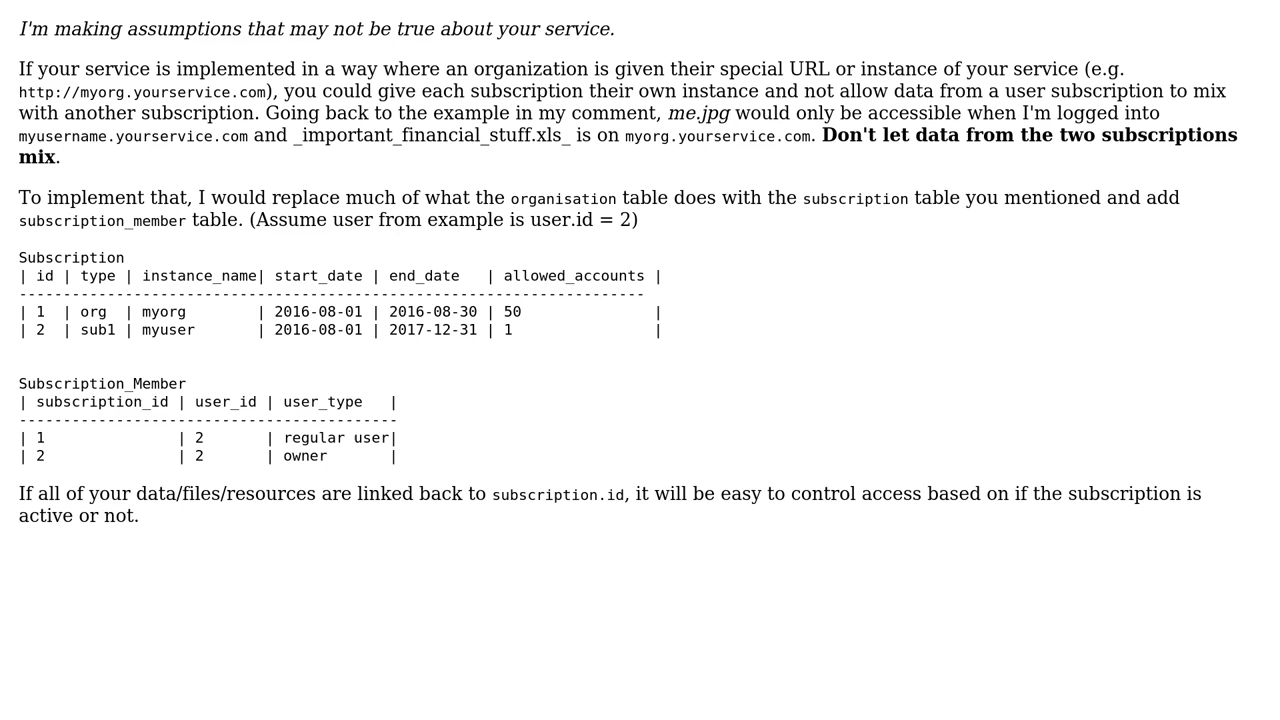 I'm making assumptions that may not be true about your service.
If your service is implemented in a way where an organization is given their special URL or instance of your service (e.g.
http://myorg.yourservice.com), you could give each subscription their own instance and not allow data from a user subscription to mix
with another subscription. Going back to the example in my comment, me.jpg would only be accessible when I'm logged into
myusername.yourservice.com and _important_financial_stuff.xls_ is on myorg.yourservice.com. Don't let data from the two subscriptions
mix.
To implement that, I would replace much of what the organisation table does with the subscription table you mentioned and add
subscription_member table. (Assume user from example is user.id = 2)
Subscription
| id | type | instance_name| start_date | end_date   | allowed_accounts |
-----------------------------------------------------------------------
| 1  | org  | myorg        | 2016-08-01 | 2016-08-30 | 50               |
| 2  | sub1 | myuser       | 2016-08-01 | 2017-12-31 | 1                |
Subscription_Member
| subscription_id | user_id | user_type   |
-------------------------------------------
| 1               | 2       | regular user|
| 2               | 2       | owner       |
If all of your data/files/resources are linked back to subscription.id, it will be easy to control access based on if the subscription is
active or not.